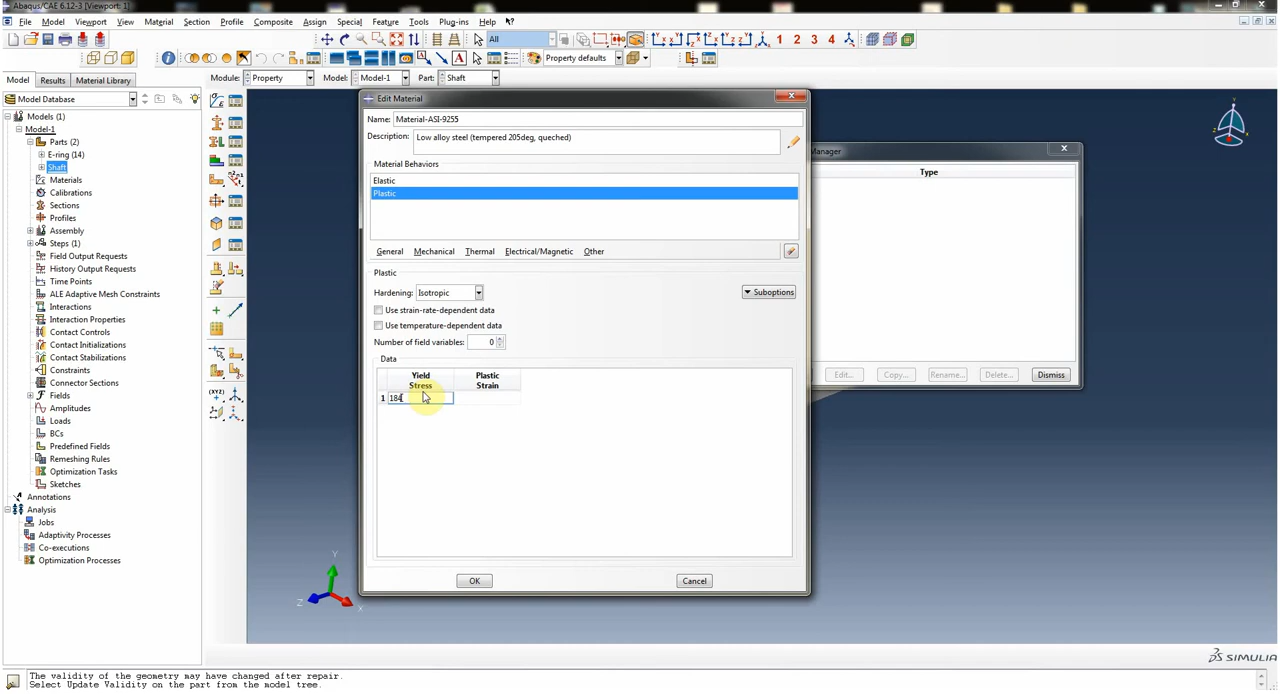 Abaqus/CAE 6.12-3 [Viewport: 1]
File Model Viewport View Material Section Profile Composite Assign Special Feature Tools Plug-ins Help
All
1 2 3 4
Property defaults
Model Results Material Library
Module: Property Model: Model-1 Part: Shaft
Model Database
Models (1)
Model-1
Parts (2)
E-ring (14)
Shaft
Materials
Calibrations
Sections
Profiles
Assembly
Steps (1)
Field Output Requests
History Output Requests
Time Points
ALE Adaptive Mesh Constraints
Interactions
Interaction Properties
Contact Controls
Contact Initializations
Contact Stabilizations
Constraints
Connector Sections
Fields
Amplitudes
Loads
BCs
Predefined Fields
Remeshing Rules
Optimization Tasks
Sketches
Annotations
Analysis
Jobs
Adaptivity Processes
Co-executions
Optimization Processes
Edit Material
Name: Material-ASI-9255
Description: Low alloy steel (tempered 205deg, queched)
Material Behaviors
Elastic
Plastic
General Mechanical Thermal Electrical/Magnetic Other
Plastic
Hardening: Isotropic
Suboptions
Use strain-rate-dependent data
Use temperature-dependent data
Number of field variables: 0
Data
Yield Stress
Plastic Strain
1 184
OK Cancel
Manager
Type
Edit... Copy... Rename... Delete... Dismiss
Y
Z
X
SIMULIA
The validity of the geometry may have changed after repair.
Select Update Validity on the part from the model tree.